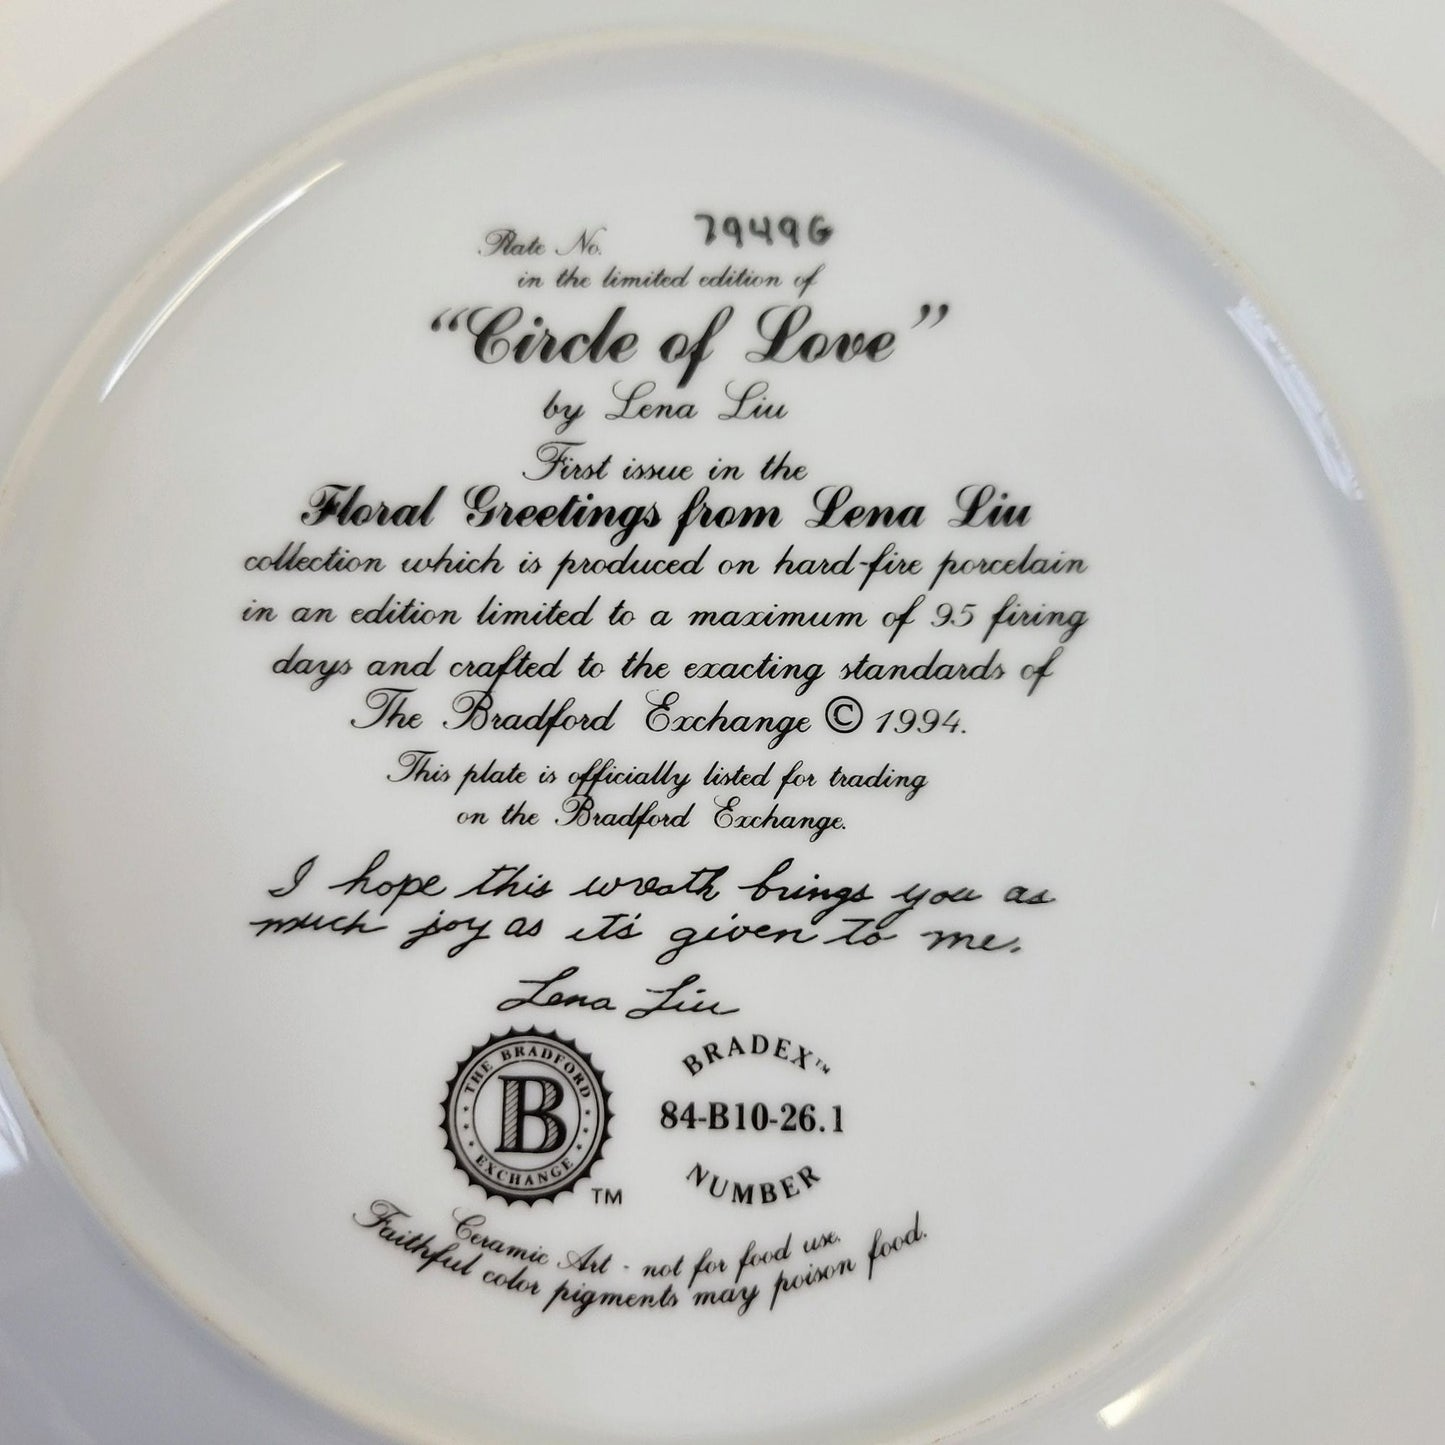 Plate No. 7949G
in the limited edition of
“Circle of Love”
by Lena Liu
First issue in the
Floral Greetings from Lena Liu
collection which is produced on hard-fire porcelain
in an edition limited to a maximum of 95 firing
days and crafted to the exacting standards of
The Bradford Exchange © 1994.
This plate is officially listed for trading
on the Bradford Exchange.
I hope this wreath brings you as
much joy as it's given to me.
Lena Liu
THE BRADFORD
B
EXCHANGE
TM
BRADEX™
84-B10-26.1
NUMBER
Ceramic Art - not for food use.
Faithful color pigments may poison food.